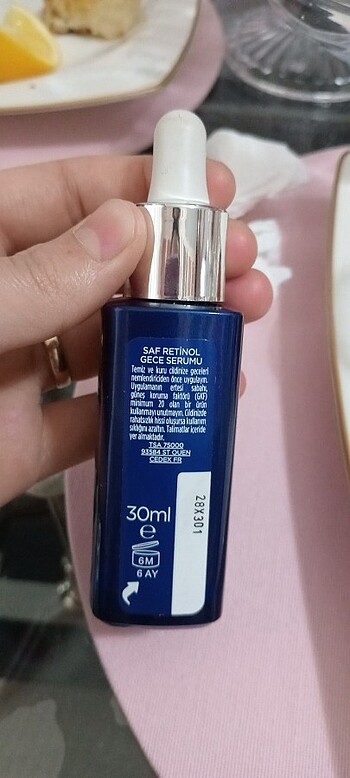 SAF RETİNOL
GECE SERUMU
Temiz ve kuru cildinize geceleri
nemlendiriciden önce uygulayın.
Uygulamanın ertesi sabahı,
güneş koruma faktörü (GKF)
minimum 20 olan bir ürün
kullanmayı unutmayın. Cildinizde
rahatsızlık hissi oluşursa kullanım
sıklığını azaltın. Talimatlar içeride
yer almaktadır.
TSA 75000
93584 ST OUEN
CEDEX FR
30ml
e
6M
6 AY
28X301